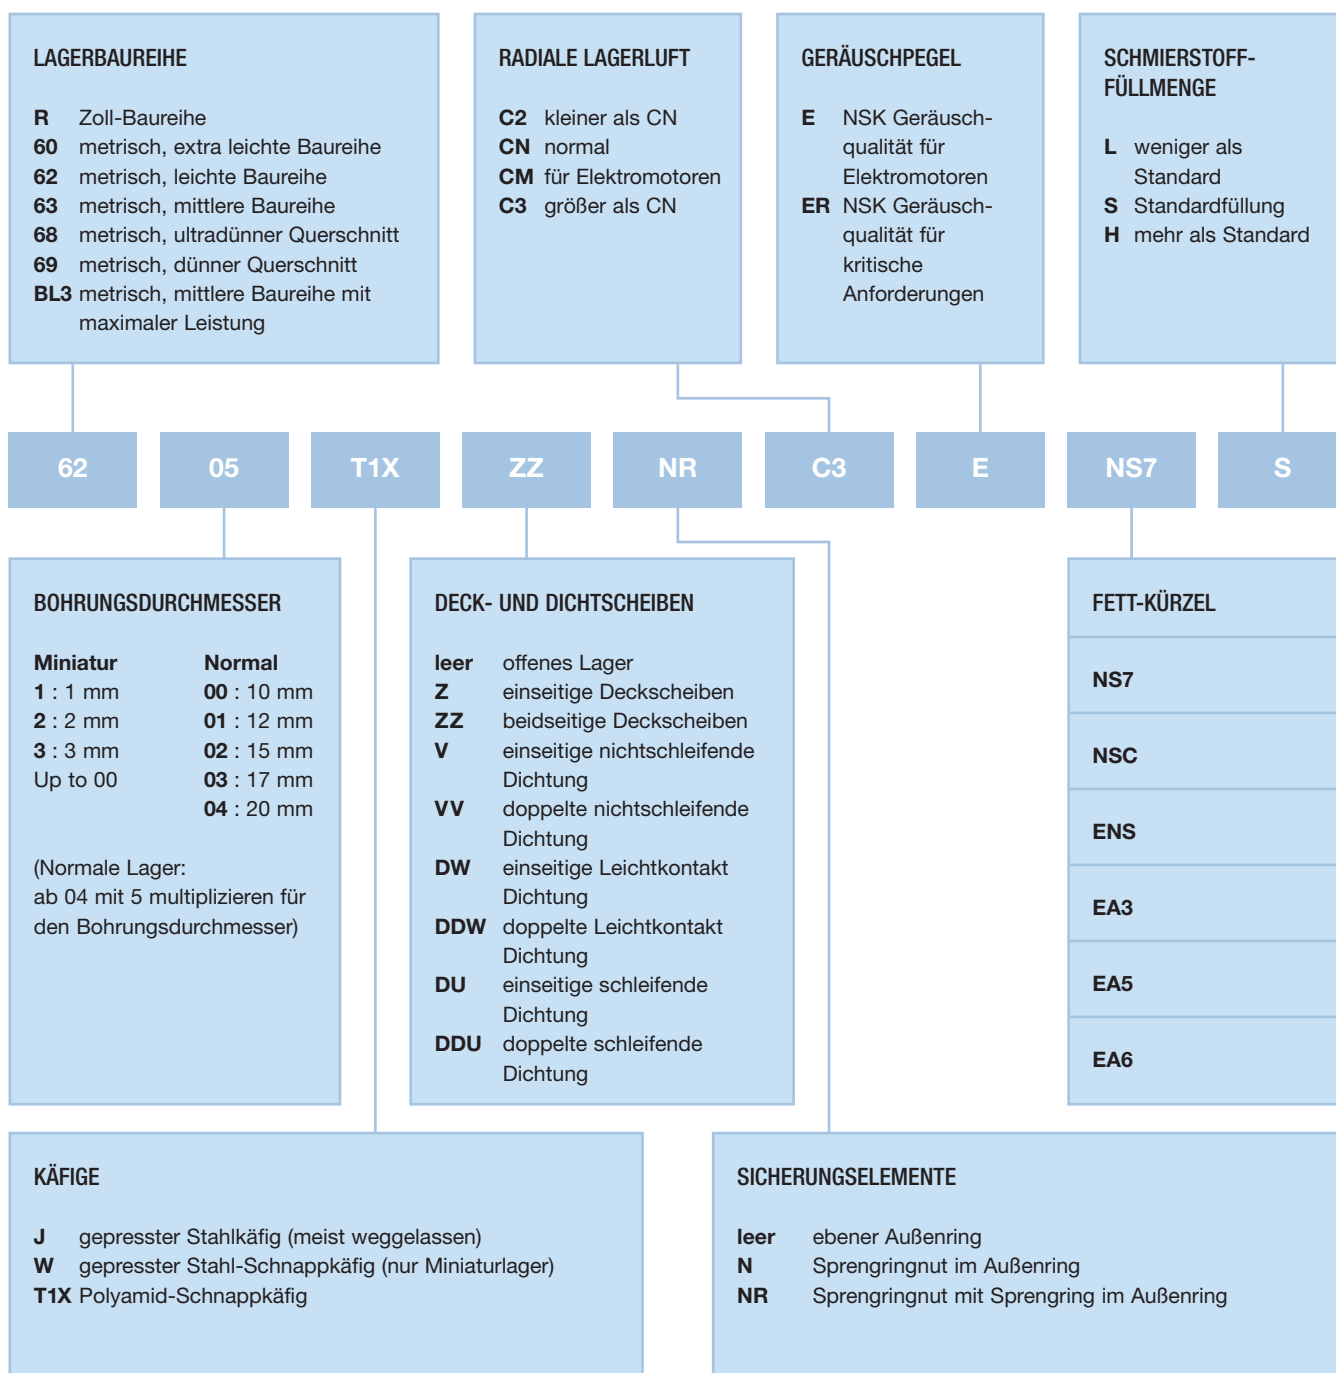 LAGERBAUREIHE
R Zoll-Baureihe
60 metrisch, extra leichte Baureihe
62 metrisch, leichte Baureihe
63 metrisch, mittlere Baureihe
68 metrisch, ultradünner Querschnitt
69 metrisch, dünner Querschnitt
BL3 metrisch, mittlere Baureihe mit
maximaler Leistung
RADIALE LAGERLUFT
C2 kleiner als CN
CN normal
CM für Elektromotoren
C3 größer als CN
GERÄUSCHPEGEL
E NSK Geräusch-
qualität für
Elektromotoren
ER NSK Geräusch-
qualität für
kritische
Anforderungen
SCHMIERSTOFF-
FÜLLMENGE
L weniger als
Standard
S Standardfüllung
H mehr als Standard
62 05 T1X ZZ NR C3 E NS7 S
BOHRUNGSDURCHMESSER
Miniatur Normal
1 : 1 mm 00 : 10 mm
2 : 2 mm 01 : 12 mm
3 : 3 mm 02 : 15 mm
Up to 00 03 : 17 mm
04 : 20 mm
(Normale Lager:
ab 04 mit 5 multiplizieren für
den Bohrungsdurchmesser)
DECK- UND DICHTSCHEIBEN
leer offenes Lager
Z einseitige Deckscheiben
ZZ beidseitige Deckscheiben
V einseitige nichtschleifende
Dichtung
VV doppelte nichtschleifende
Dichtung
DW einseitige Leichtkontakt
Dichtung
DDW doppelte Leichtkontakt
Dichtung
DU einseitige schleifende
Dichtung
DDU doppelte schleifende
Dichtung
FETT-KÜRZEL
NS7
NSC
ENS
EA3
EA5
EA6
KÄFIGE
J gepresster Stahlkäfig (meist weggelassen)
W gepresster Stahl-Schnappkäfig (nur Miniaturlager)
T1X Polyamid-Schnappkäfig
SICHERUNGSELEMENTE
leer ebener Außenring
N Sprengringnut im Außenring
NR Sprengringnut mit Sprengring im Außenring